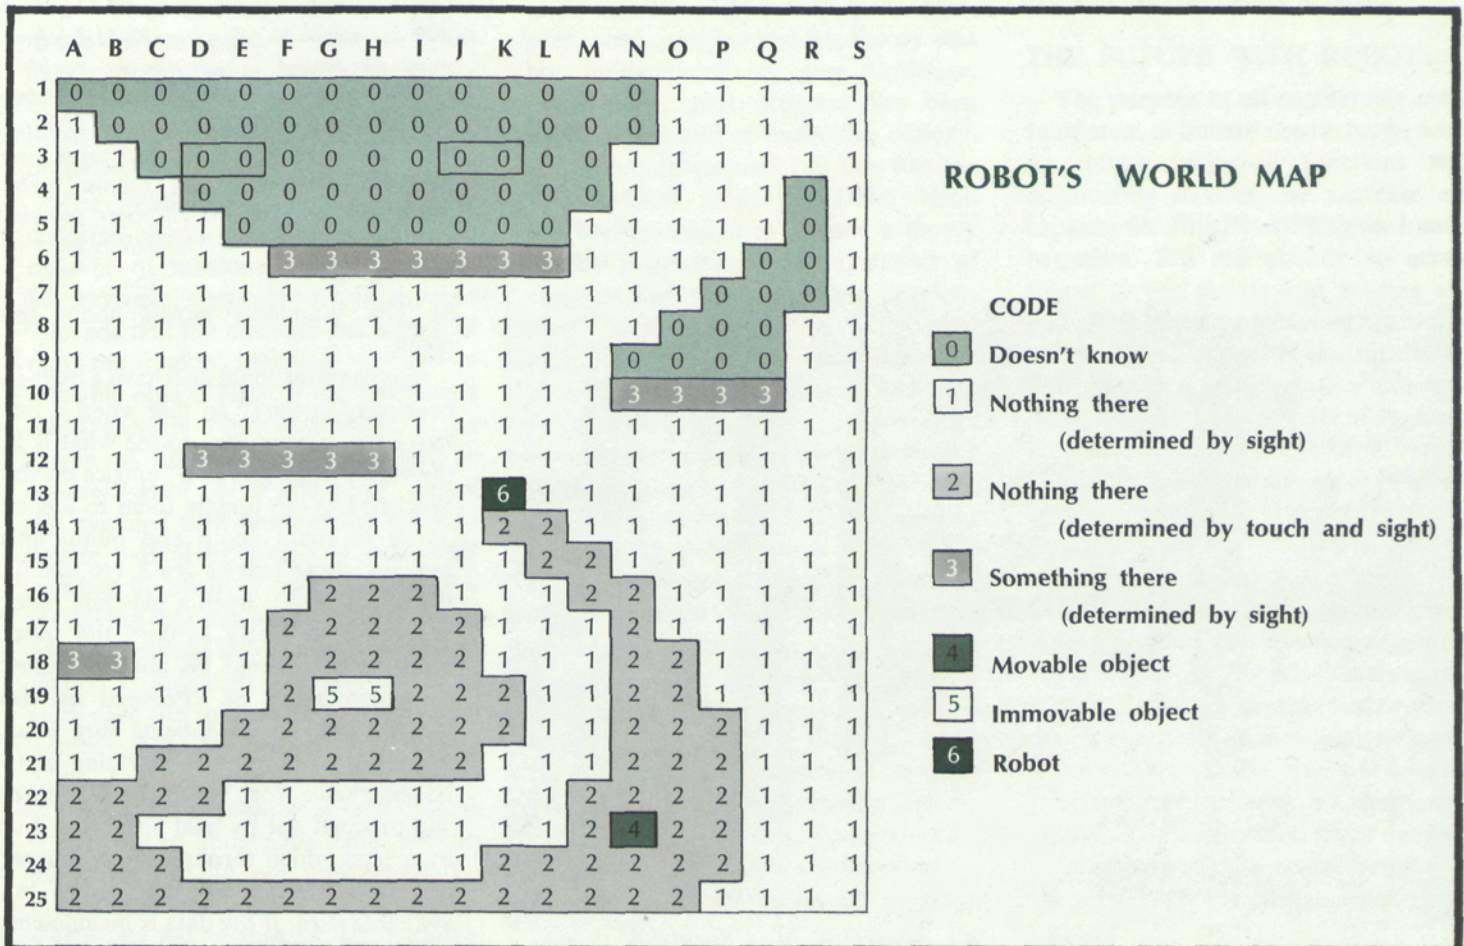 A B C D E F G H I J K L M N O P Q R S
1 0 0 0 0 0 0 0 0 0 0 0 0 0 0 1 1 1 1 1
2 1 0 0 0 0 0 0 0 0 0 0 0 0 0 1 1 1 1 1
3 1 1 0 0 0 0 0 0 0 0 0 0 0 1 1 1 1 1 1
4 1 1 1 0 0 0 0 0 0 0 0 0 0 1 1 1 1 0 1
5 1 1 1 1 0 0 0 0 0 0 0 0 1 1 1 1 1 0 1
6 1 1 1 1 1 3 3 3 3 3 3 3 1 1 1 1 0 0 1
7 1 1 1 1 1 1 1 1 1 1 1 1 1 1 1 0 0 0 1
8 1 1 1 1 1 1 1 1 1 1 1 1 1 1 0 0 0 1 1
9 1 1 1 1 1 1 1 1 1 1 1 1 1 0 0 0 0 1 1
10 1 1 1 1 1 1 1 1 1 1 1 1 1 3 3 3 3 1 1
11 1 1 1 1 1 1 1 1 1 1 1 1 1 1 1 1 1 1 1
12 1 1 1 3 3 3 3 3 1 1 1 1 1 1 1 1 1 1 1
13 1 1 1 1 1 1 1 1 1 1 6 1 1 1 1 1 1 1 1
14 1 1 1 1 1 1 1 1 1 1 2 2 1 1 1 1 1 1 1
15 1 1 1 1 1 1 1 1 1 1 1 2 2 1 1 1 1 1 1
16 1 1 1 1 1 1 2 2 2 1 1 1 2 2 1 1 1 1 1
17 1 1 1 1 1 2 2 2 2 2 1 1 1 2 1 1 1 1 1
18 3 3 1 1 1 2 2 2 2 2 1 1 1 2 2 1 1 1 1
19 1 1 1 1 1 2 5 5 2 2 2 1 1 2 2 1 1 1 1
20 1 1 1 1 2 2 2 2 2 2 2 1 1 2 2 2 1 1 1
21 1 1 2 2 2 2 2 2 2 2 1 1 1 2 2 2 1 1 1
22 2 2 2 2 1 1 1 1 1 1 1 1 2 2 2 2 1 1 1
23 2 2 1 1 1 1 1 1 1 1 1 1 2 4 2 2 1 1 1
24 2 2 2 1 1 1 1 1 1 1 2 2 2 2 2 2 1 1 1
25 2 2 2 2 2 2 2 2 2 2 2 2 2 2 2 1 1 1 1
ROBOT'S WORLD MAP
CODE
0 Doesn't know
1 Nothing there
(determined by sight)
2 Nothing there
(determined by touch and sight)
3 Something there
(determined by sight)
4 Movable object
5 Immovable object
6 Robot